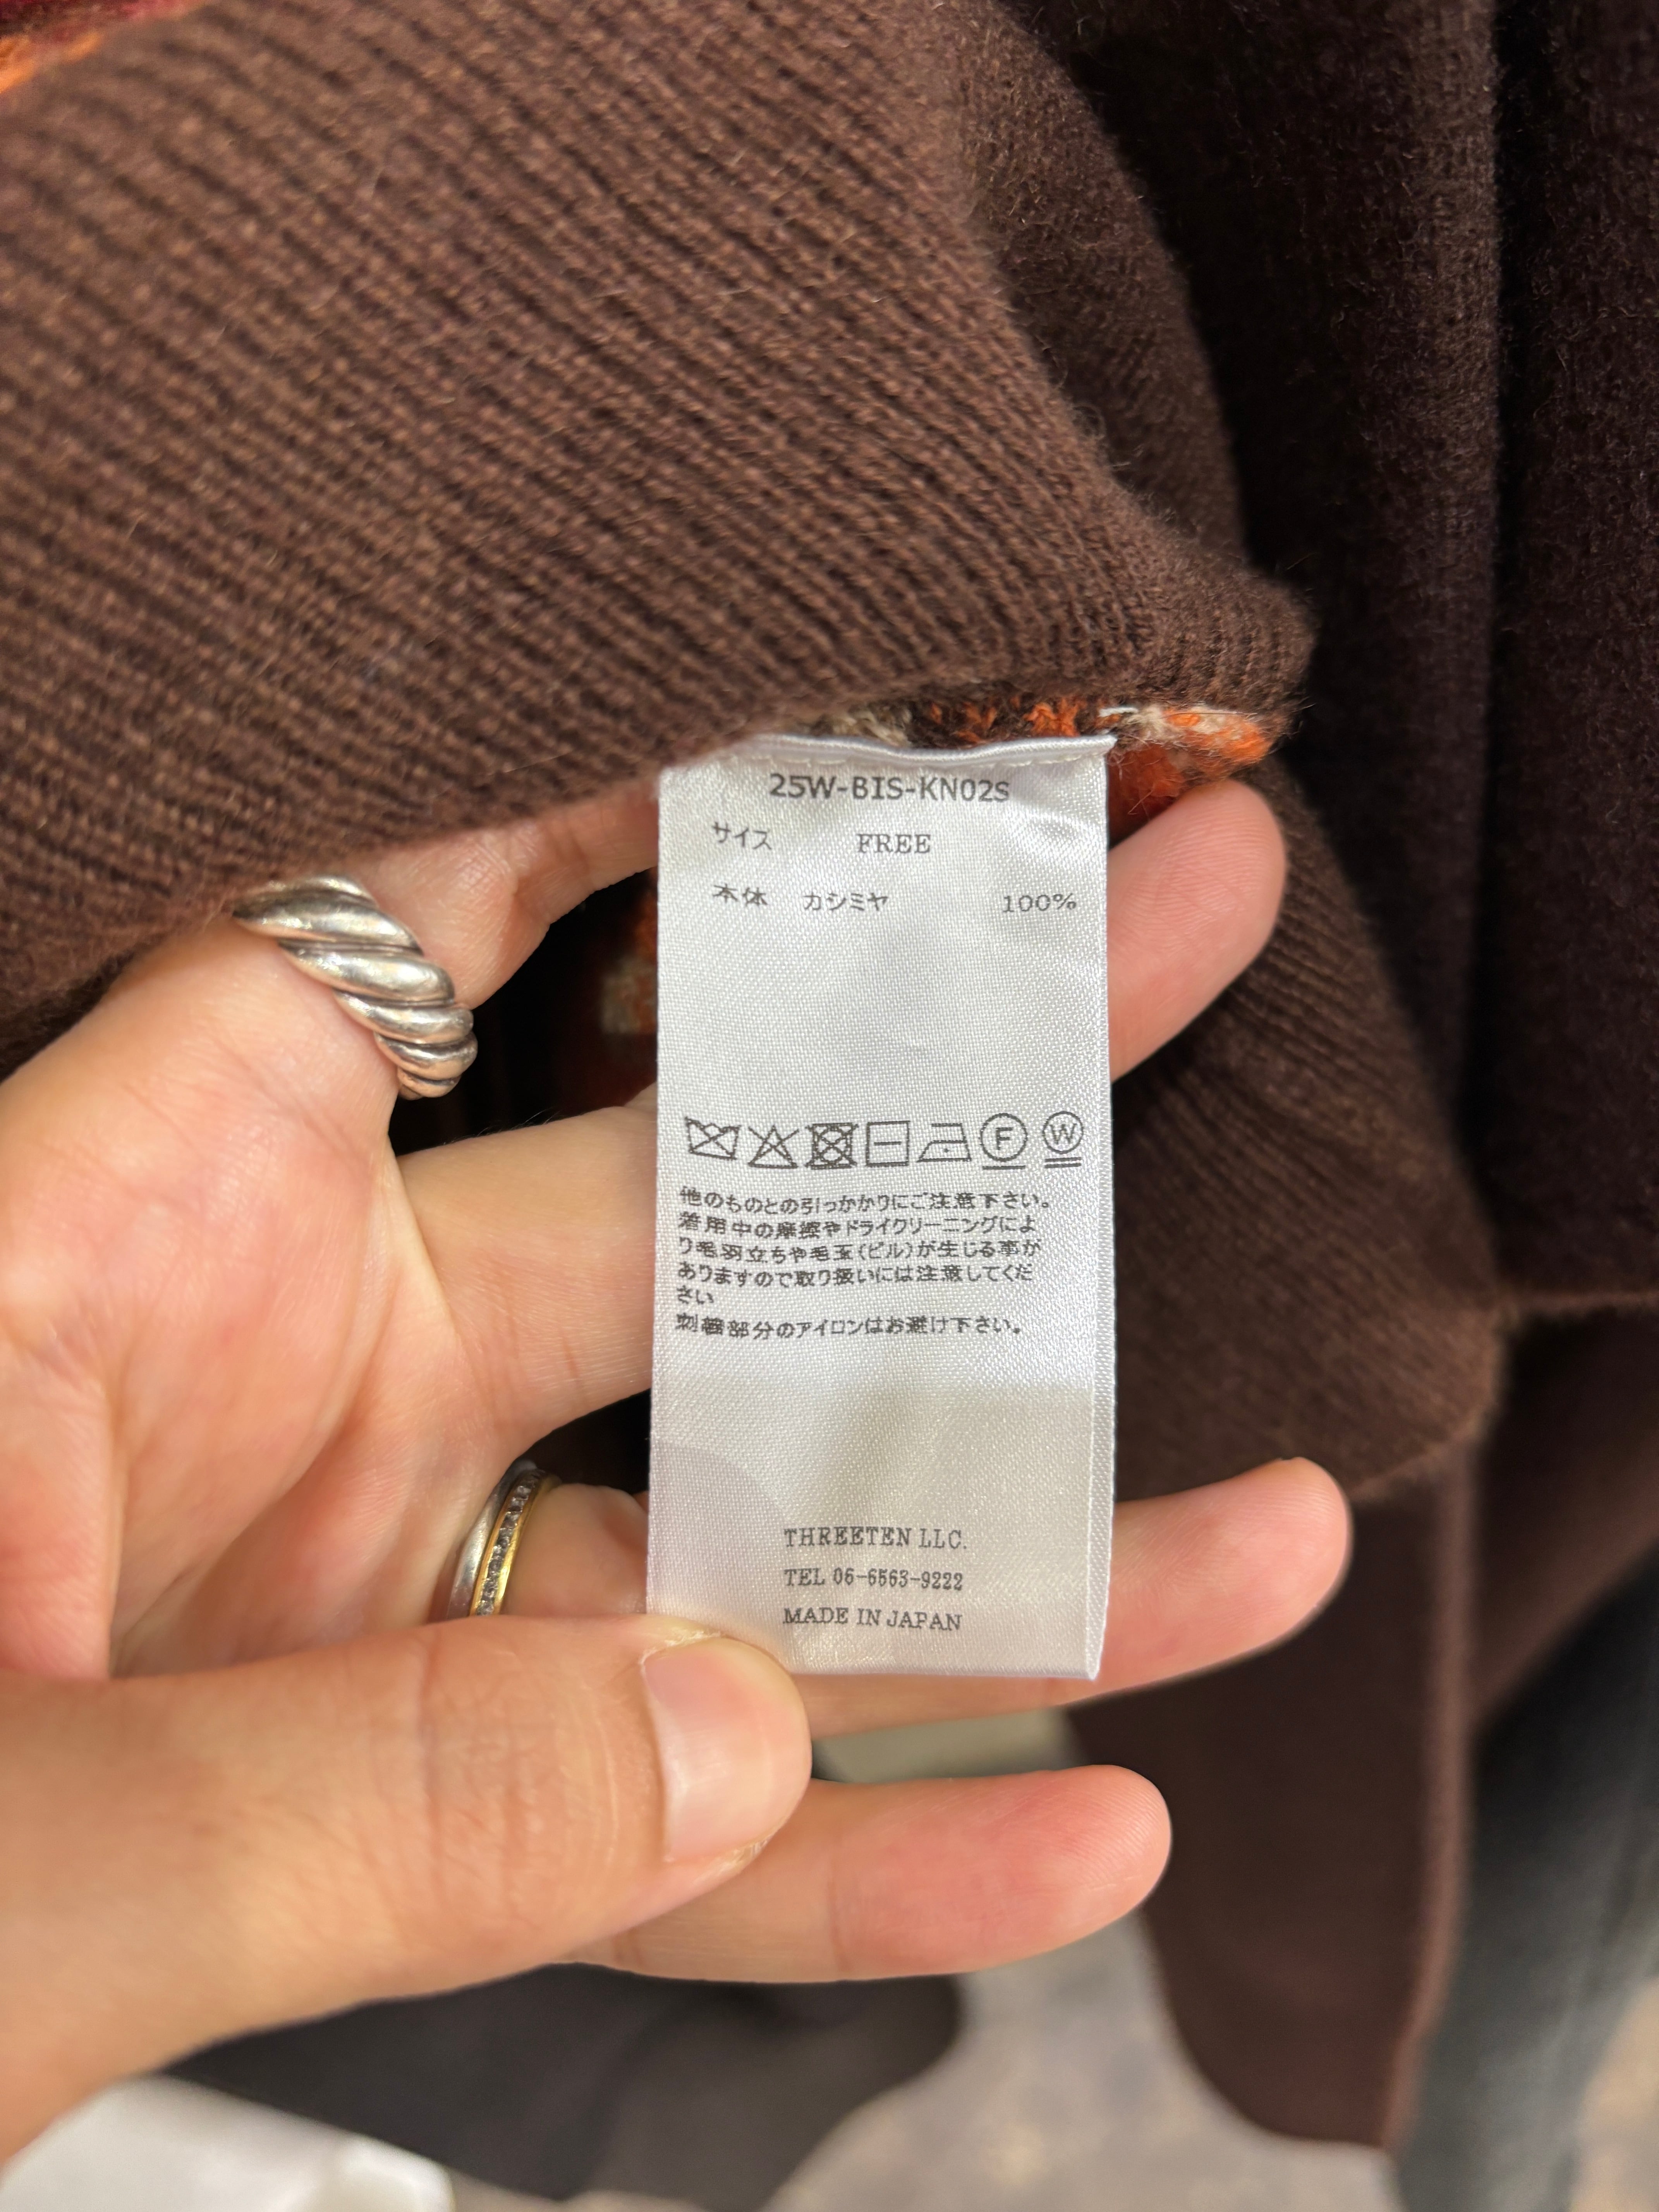 25W-BIS-KN02S
サイズ FREE
本体 カシミヤ 100%
F W
他のものとの引っかかりにご注意下さい。
着用中の摩擦やドライクリーニングによ
り毛羽立ちや毛玉(ピル)が生じる事が
ありますので取り扱いには注意してくだ
さい
刺繍部分のアイロンはお避け下さい。
THREETEN LLC.
TEL 06-6563-9222
MADE IN JAPAN